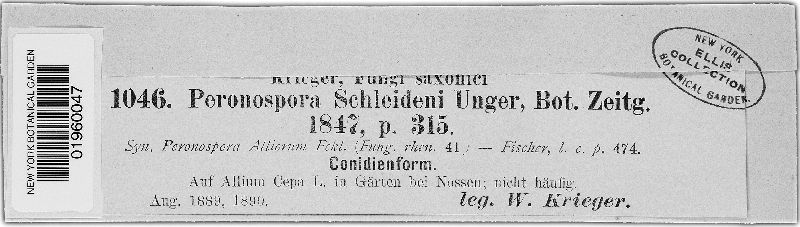 NEW YORK BOTANICAL GARDEN
01960047
NEW YORK
ELLIS
COLLECTION
BOTANICAL GARDEN.
Krieger, Fungi saxonici
1046. Peronospora Schleideni Unger, Bot. Zeitg.
1847, p. 315.
Syn. Peronospora Alliorum Fckl. (Fung. rhen. 41) — Fischer, l. c. p. 474.
Conidienform.
Auf Allium Cepa L. in Gärten bei Nossen; nicht häufig.
Aug. 1889, 1890. leg. W. Krieger.